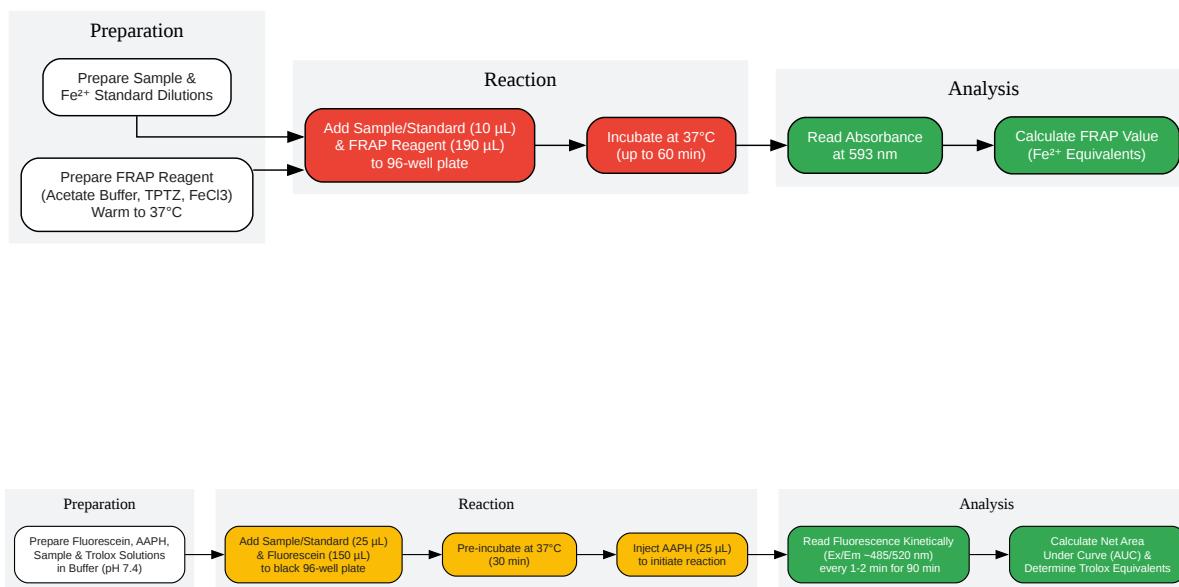 Preparation
Prepare Sample &
Fe²⁺ Standard Dilutions
Prepare FRAP Reagent
(Acetate Buffer, TPTZ, FeCl3)
Warm to 37°C
Reaction
Add Sample/Standard (10 µL)
& FRAP Reagent (190 µL)
to 96-well plate
Incubate at 37°C
(up to 60 min)
Analysis
Read Absorbance
at 593 nm
Calculate FRAP Value
(Fe²⁺ Equivalents)
Preparation
Prepare Fluorescein, AAPH,
Sample & Trolox Solutions
in Buffer (pH 7.4)
Reaction
Add Sample/Standard (25 µL)
& Fluorescein (150 µL)
to black 96-well plate
Pre-incubate at 37°C
(30 min)
Inject AAPH (25 µL)
to initiate reaction
Analysis
Read Fluorescence Kinetically
(Ex/Em ~485/520 nm)
every 1-2 min for 90 min
Calculate Net Area
Under Curve (AUC) &
Determine Trolox Equivalents